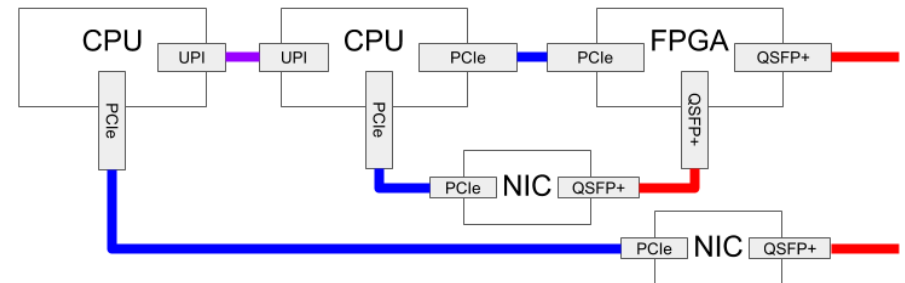 CPU
UPI
UPI
CPU
PCIe
PCIe
FPGA
QSFP+
PCIe
PCIe
QSFP+
PCIe
NIC
QSFP+
PCIe
NIC
QSFP+